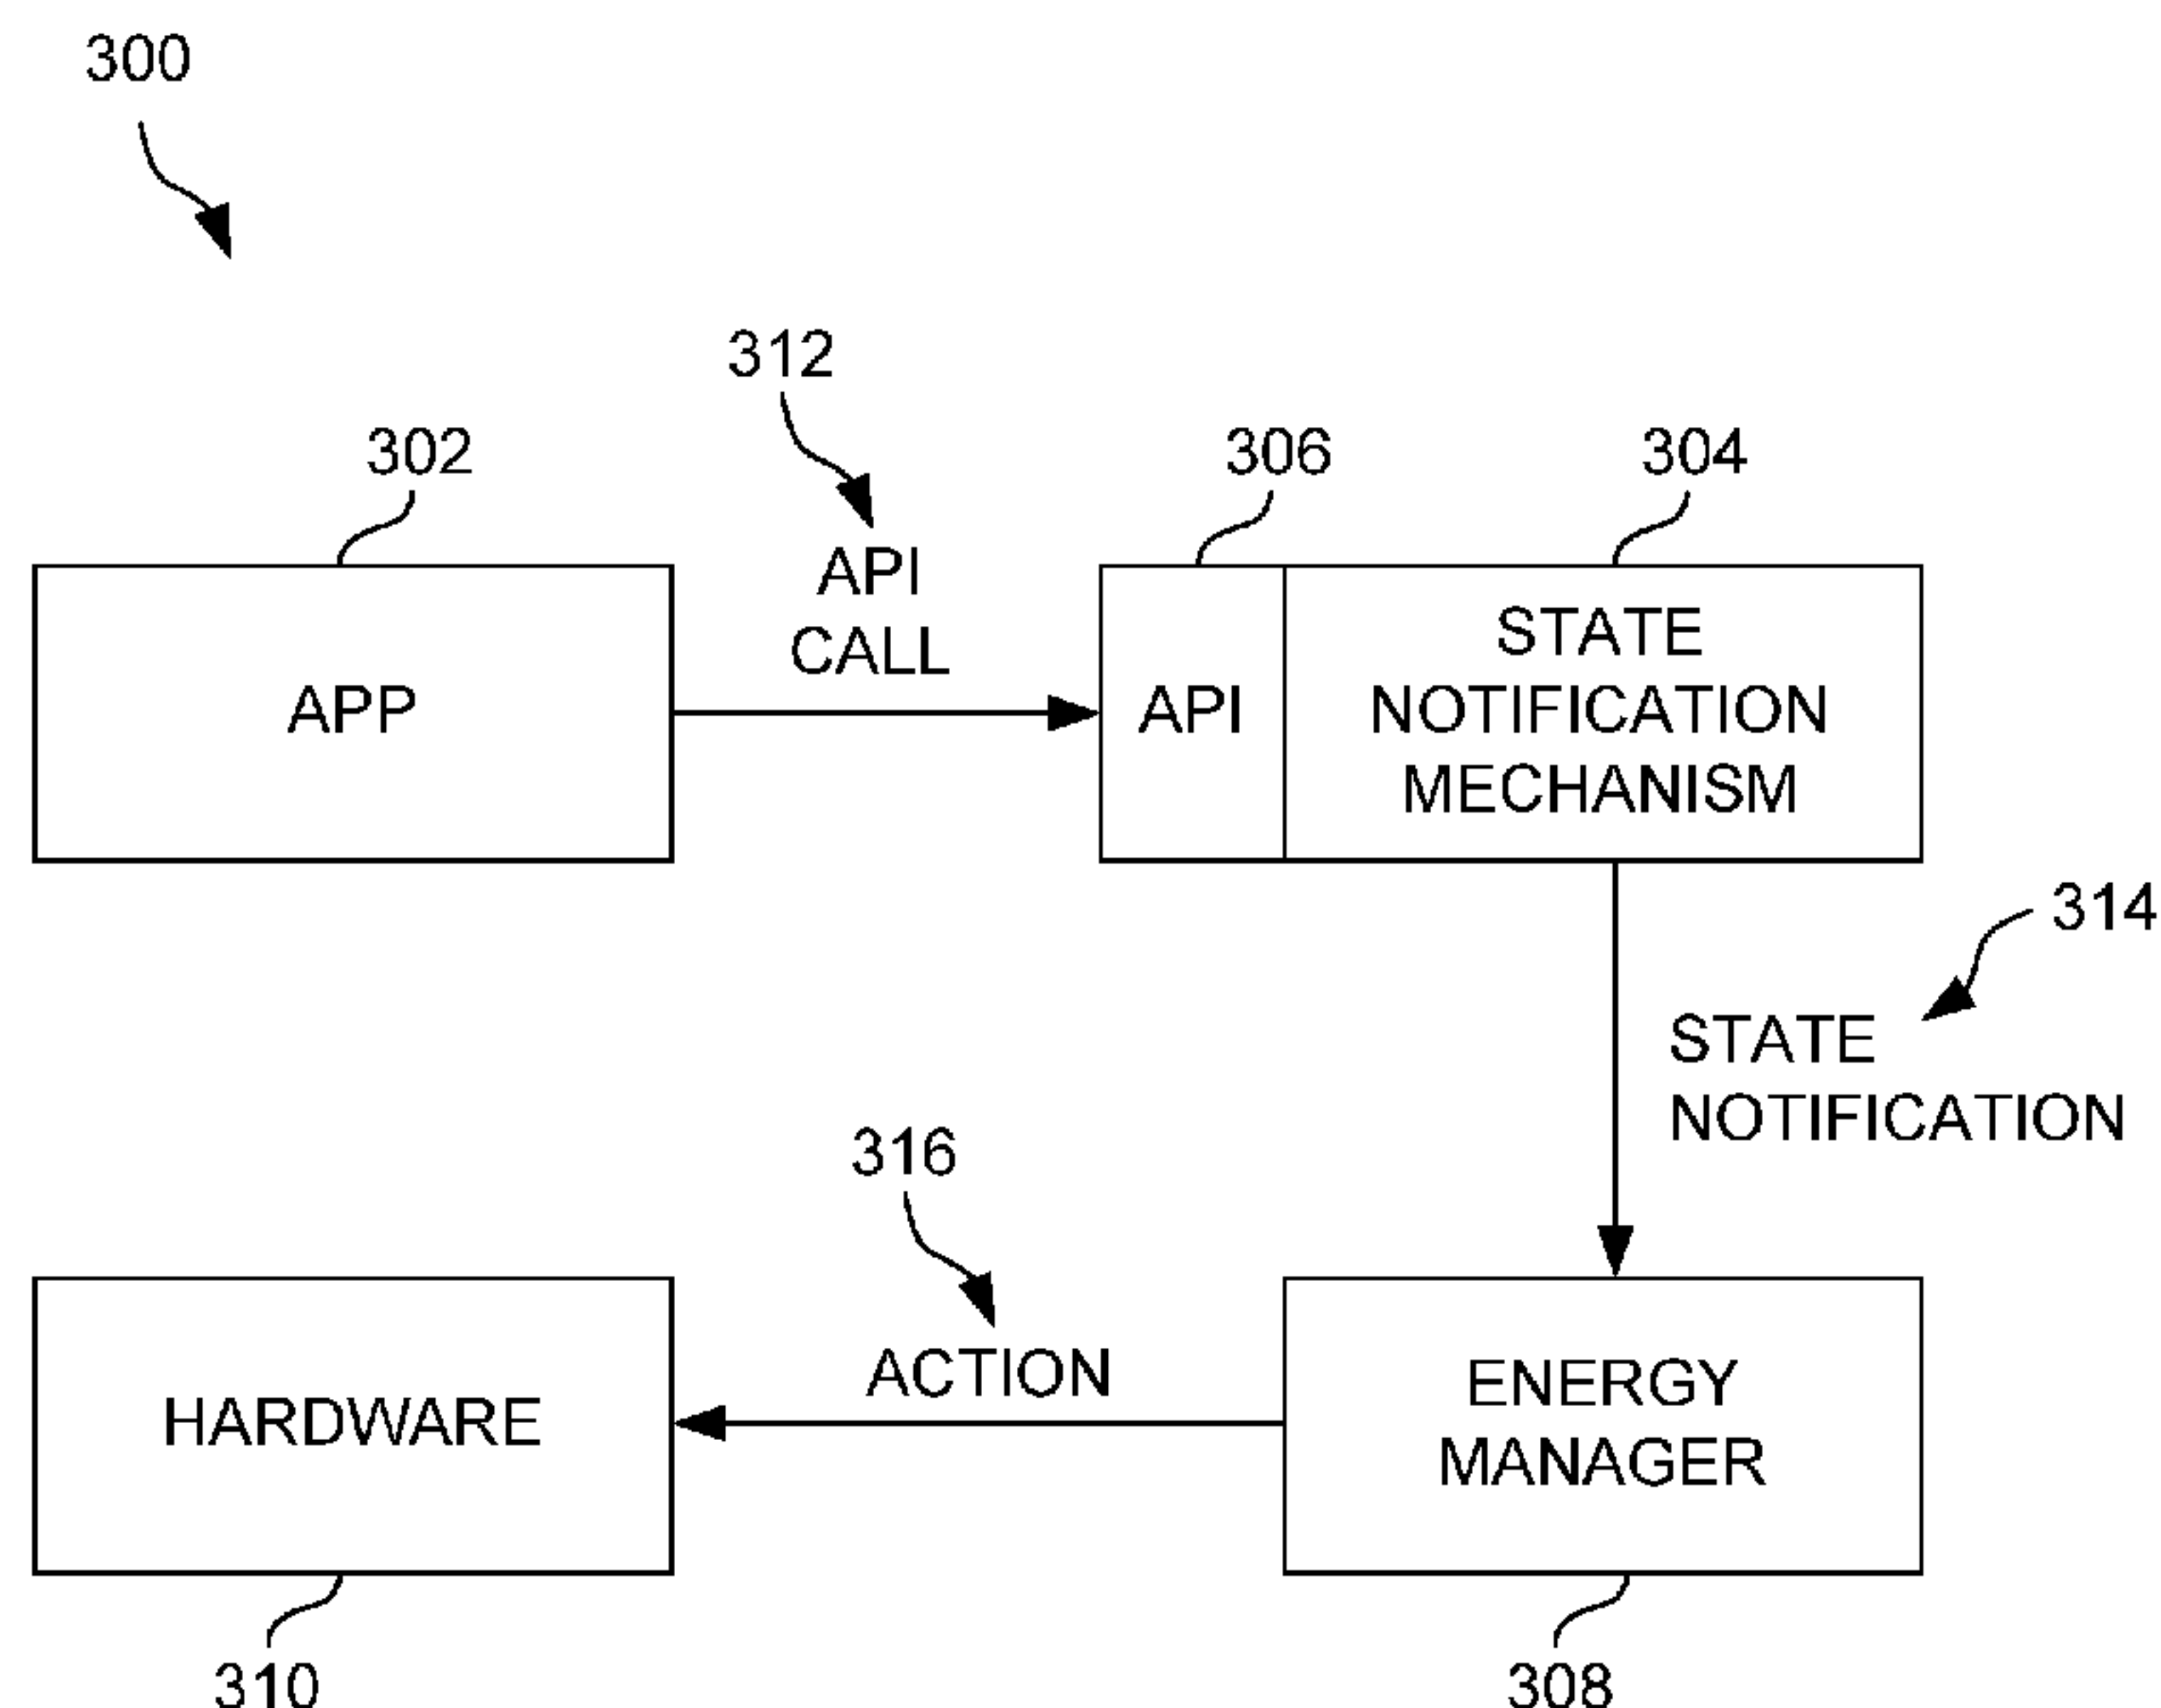 300
312
302
306
304
API
CALL
APP
API
STATE
NOTIFICATION
MECHANISM
314
STATE
NOTIFICATION
316
ACTION
HARDWARE
ENERGY
MANAGER
310
308